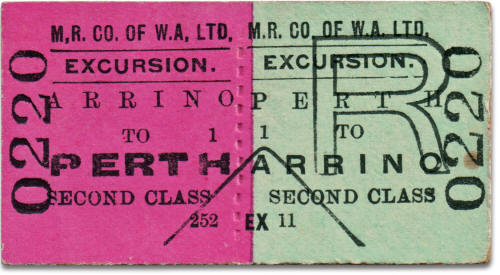 M,R. CO. OF W.A, LTD, M.R. CO. OF W.A. LTD.
EXCURSION. EXCURSION.
ARRINO PERTH
TO 1 1 TO
PERTH ARRINO
SECOND CLASS SECOND CLASS
252 EX 11
0220 0220
R